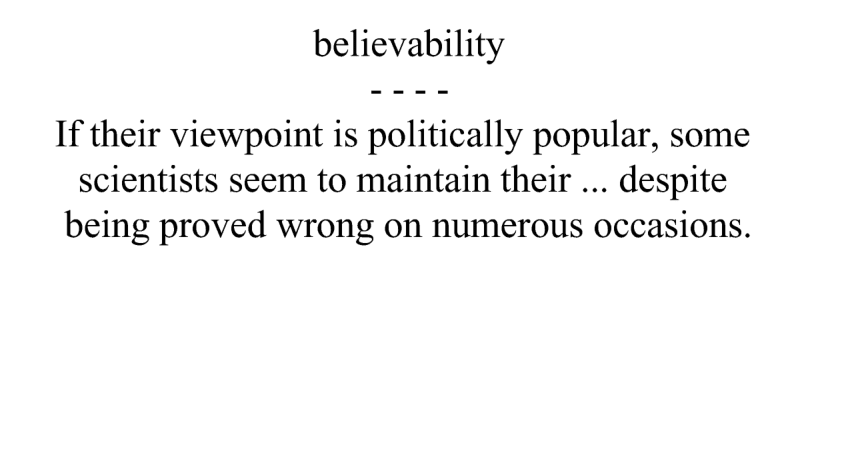 believability
- - - -
If their viewpoint is politically popular, some
scientists seem to maintain their ... despite
being proved wrong on numerous occasions.